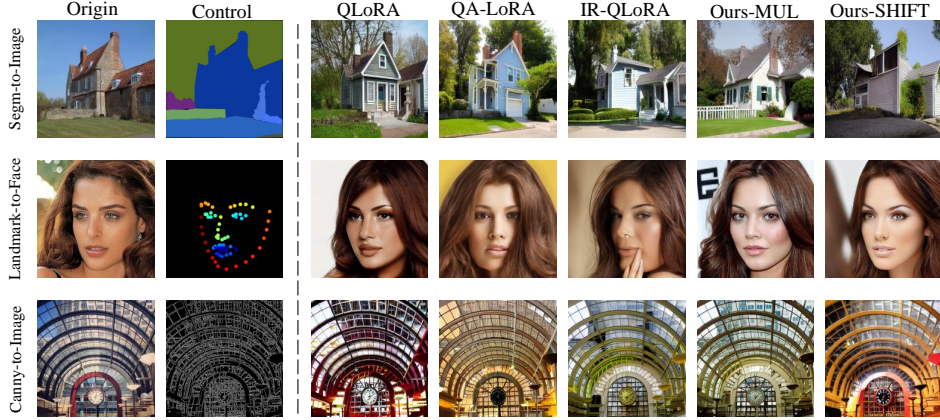 Origin Control QLoRA QA-LoRA IR-QLoRA Ours-MUL Ours-SHIFT
Segm-to-Image
Landmark-to-Face
Canny-to-Image